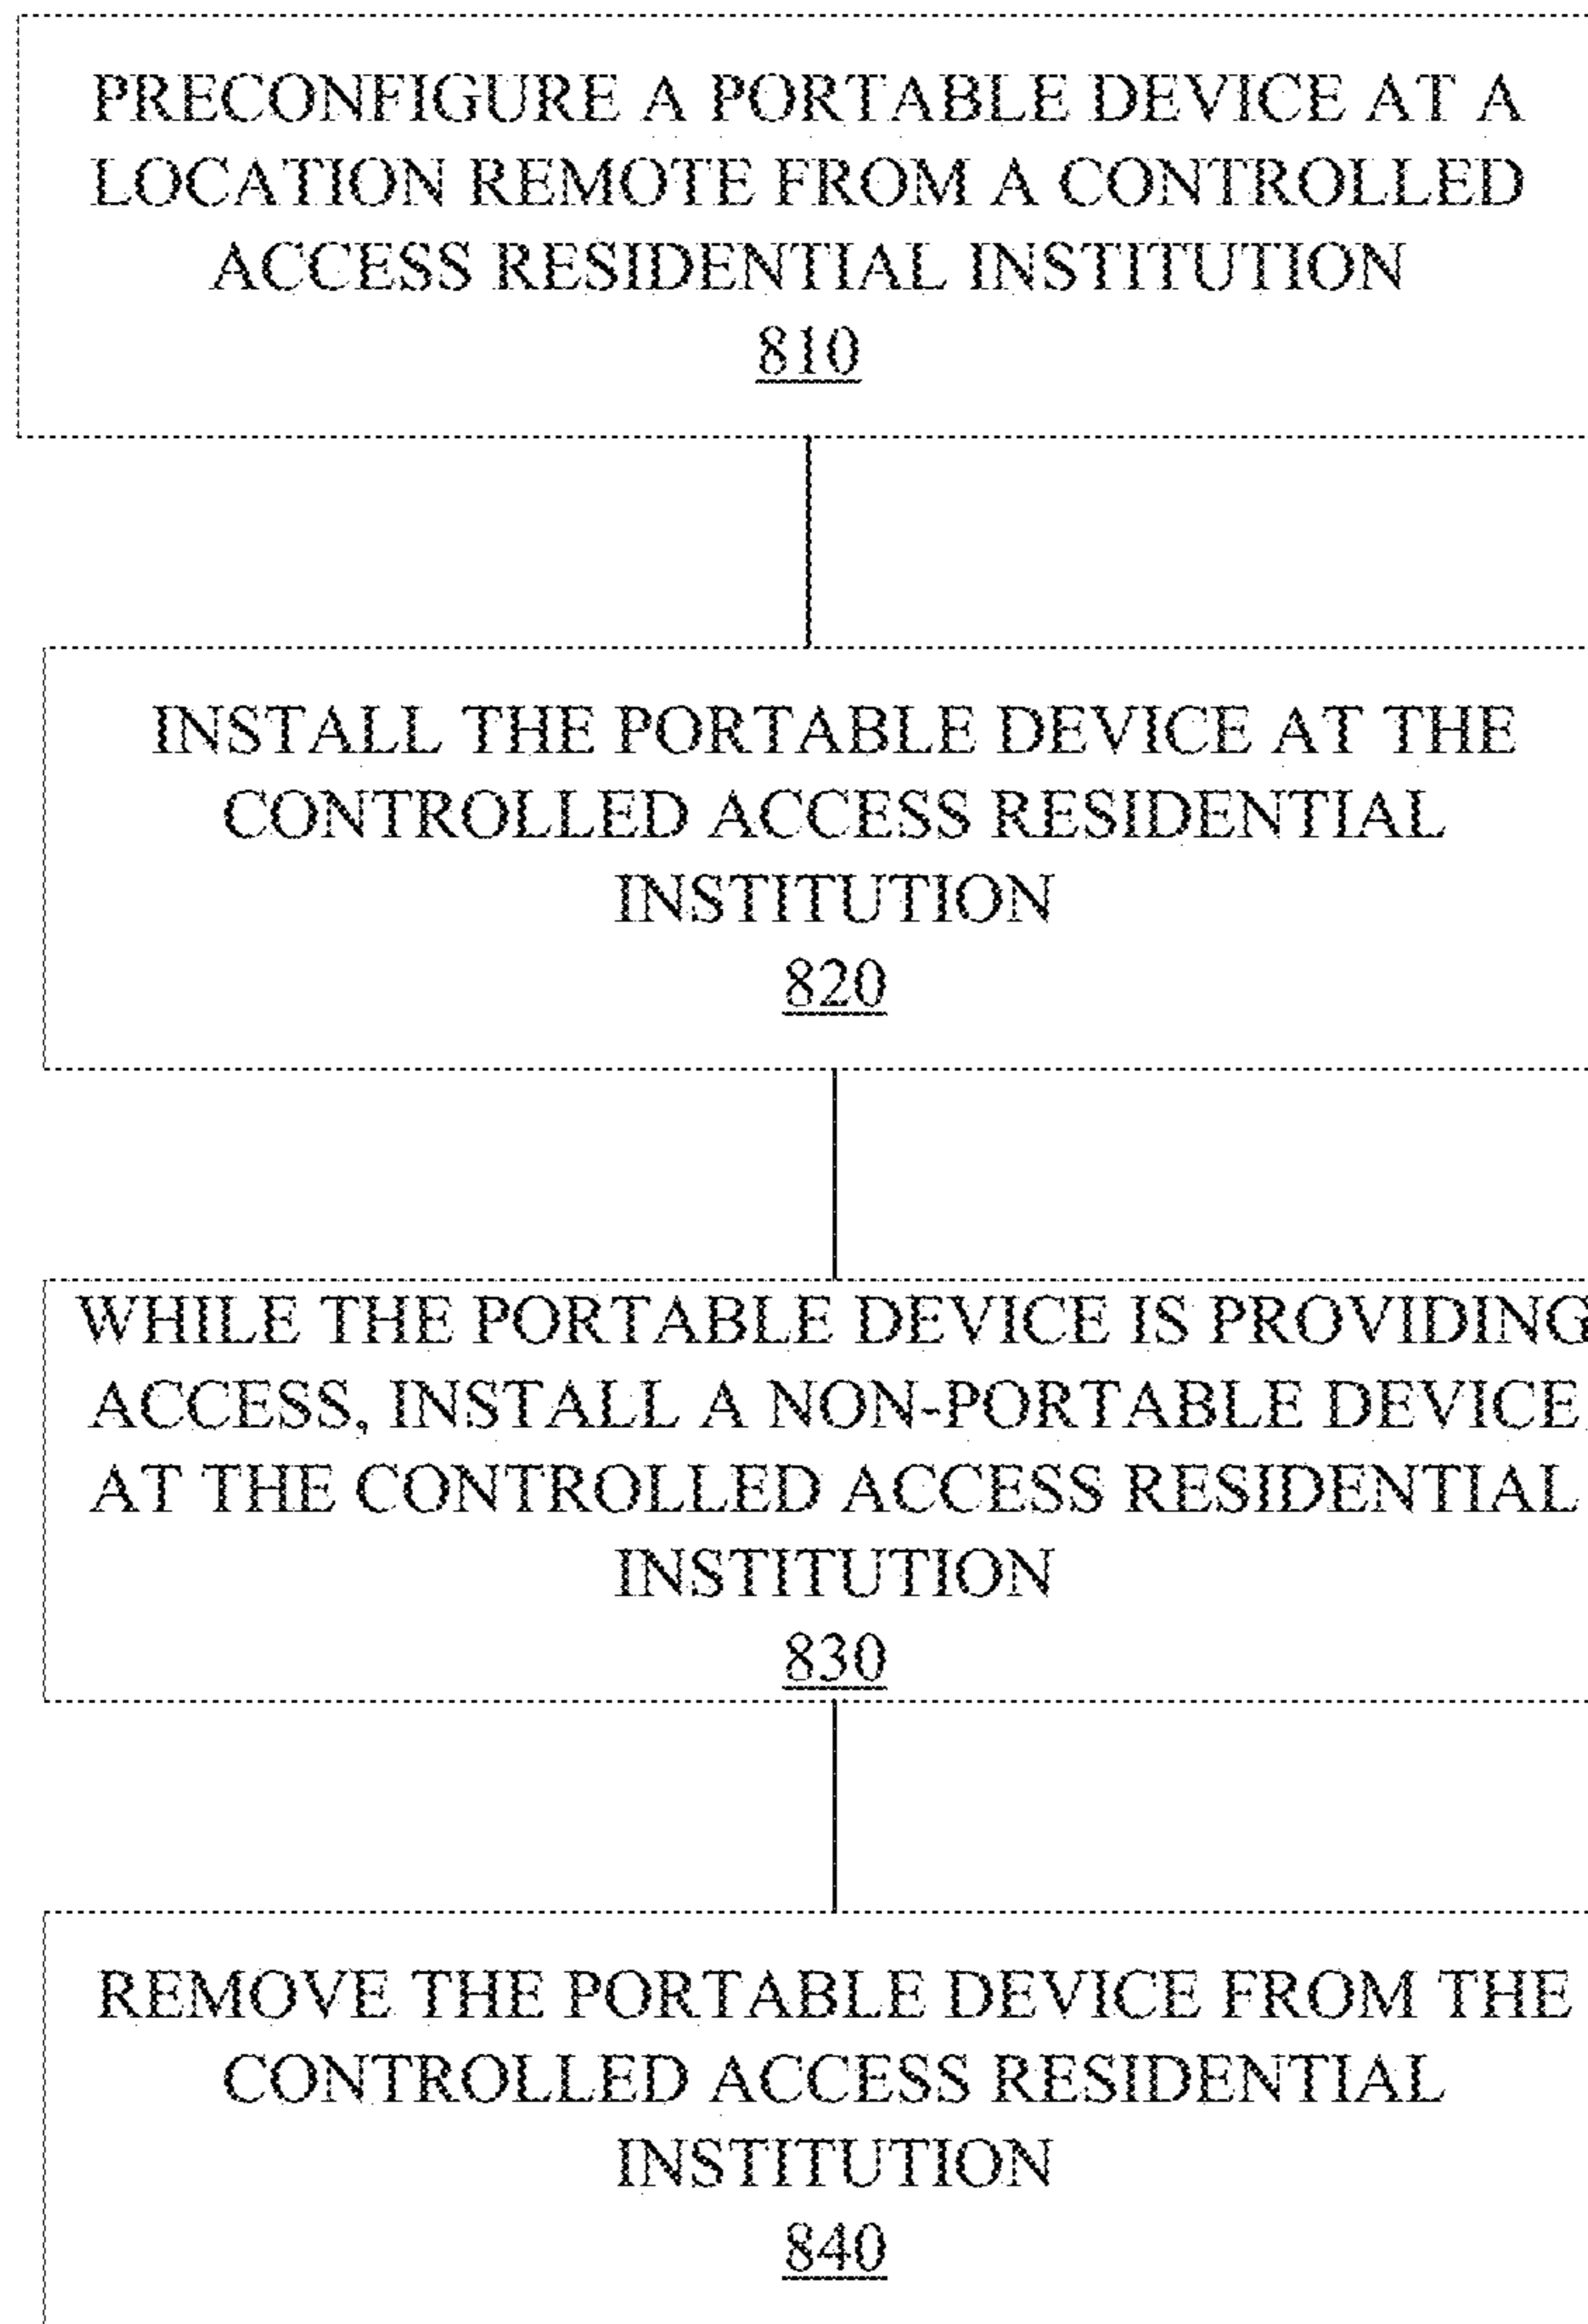 PRECONFIGURE A PORTABLE DEVICE AT A
LOCATION REMOTE FROM A CONTROLLED
ACCESS RESIDENTIAL INSTITUTION
810
INSTALL THE PORTABLE DEVICE AT THE
CONTROLLED ACCESS RESIDENTIAL
INSTITUTION
820
WHILE THE PORTABLE DEVICE IS PROVIDING
ACCESS, INSTALL A NON-PORTABLE DEVICE,
AT THE CONTROLLED ACCESS RESIDENTIAL
INSTITUTION
830
REMOVE THE PORTABLE DEVICE FROM THE
CONTROLLED ACCESS RESIDENTIAL
INSTITUTION
840